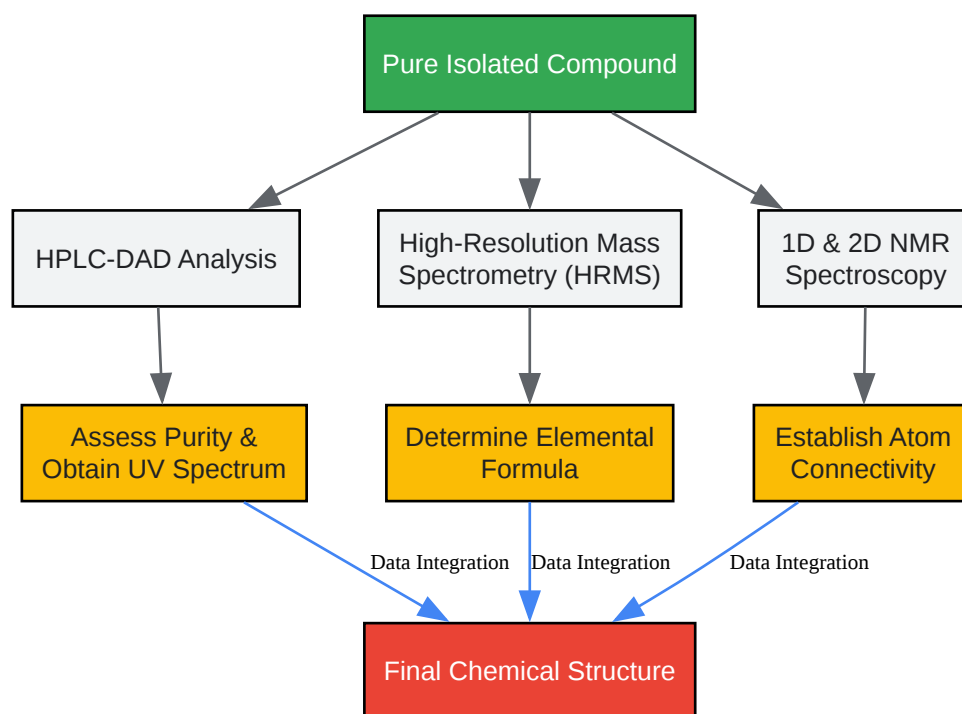 Pure Isolated Compound
HPLC-DAD Analysis
High-Resolution Mass
Spectrometry (HRMS)
1D & 2D NMR
Spectroscopy
Assess Purity &
Obtain UV Spectrum
Determine Elemental
Formula
Establish Atom
Connectivity
Data Integration
Data Integration
Data Integration
Final Chemical Structure